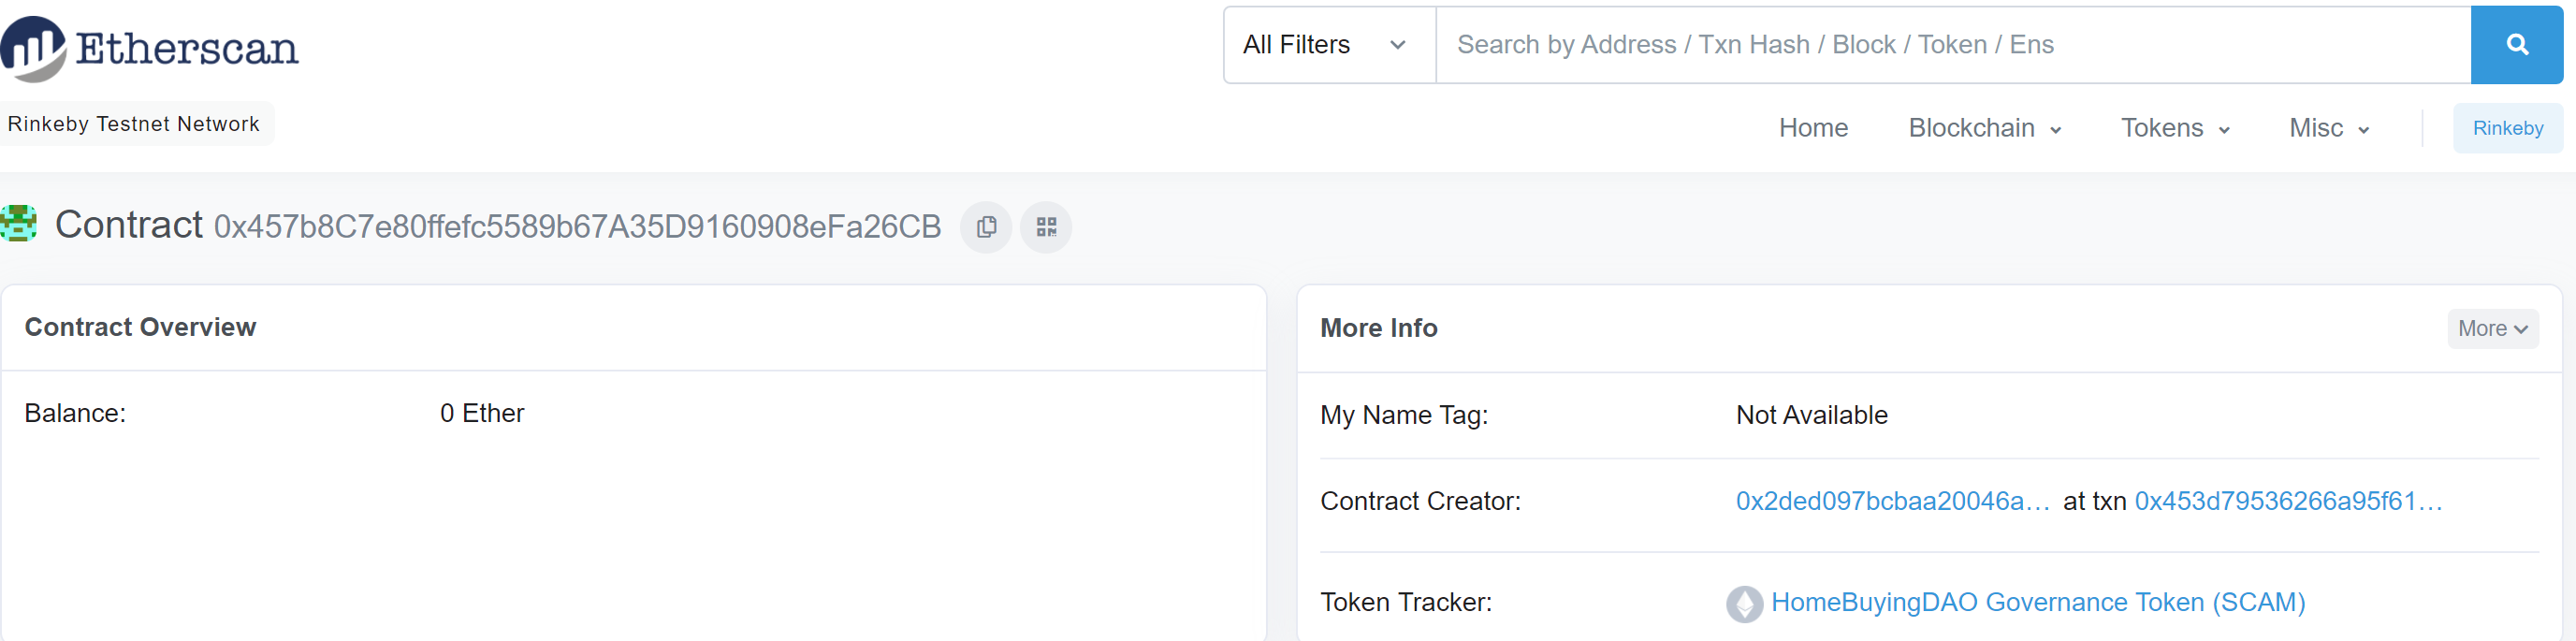 Etherscan
All Filters
Search by Address / Txn Hash / Block / Token / Ens
Rinkeby Testnet Network
Home Blockchain Tokens Misc Rinkeby
Contract 0x457b8C7e80ffefc5589b67A35D9160908eFa26CB
Contract Overview
Balance: 0 Ether
More Info More
My Name Tag: Not Available
Contract Creator: 0x2ded097bcbaa20046a... at txn 0x453d79536266a95f61...
Token Tracker: HomeBuyingDAO Governance Token (SCAM)